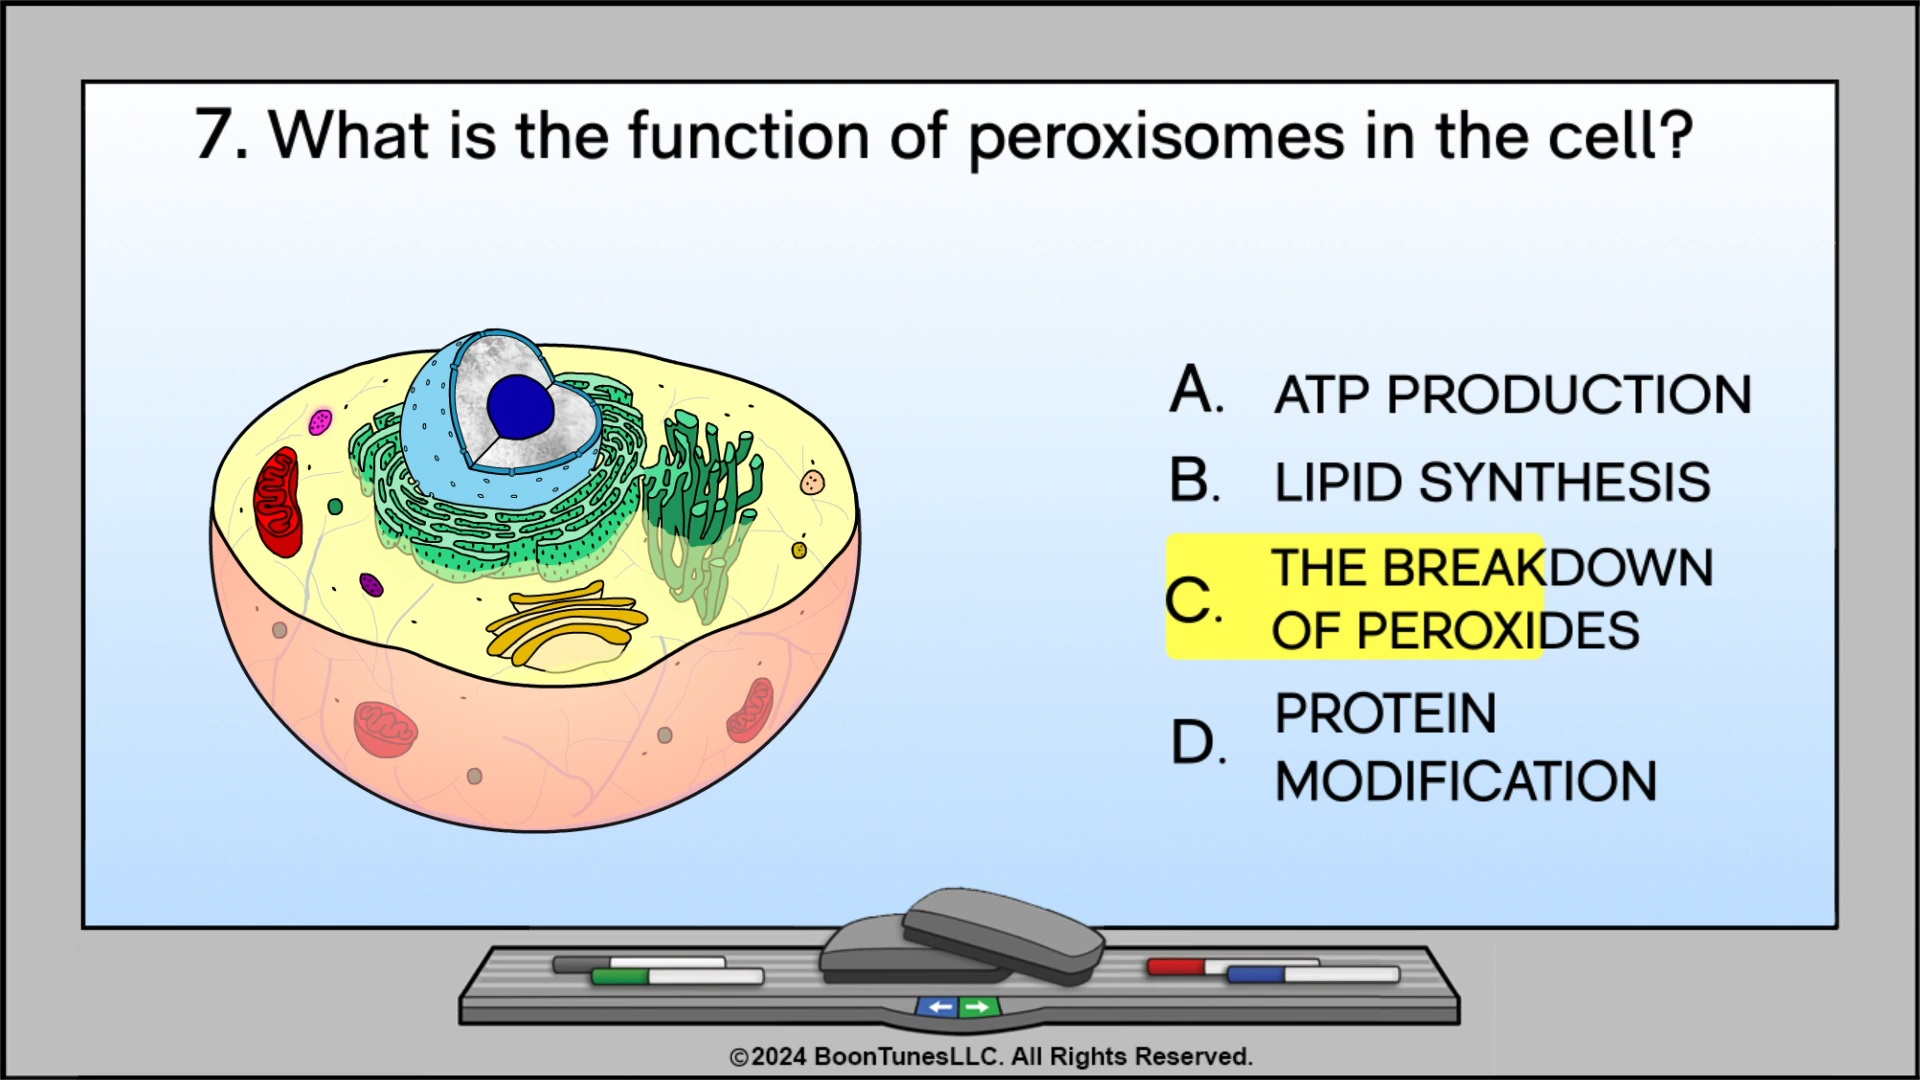 7. What is the function of peroxisomes in the cell?
A. ATP PRODUCTION
B. LIPID SYNTHESIS
C. THE BREAKDOWN
OF PEROXIDES
D. PROTEIN
MODIFICATION
©2024 BoonTunesLLC. All Rights Reserved.